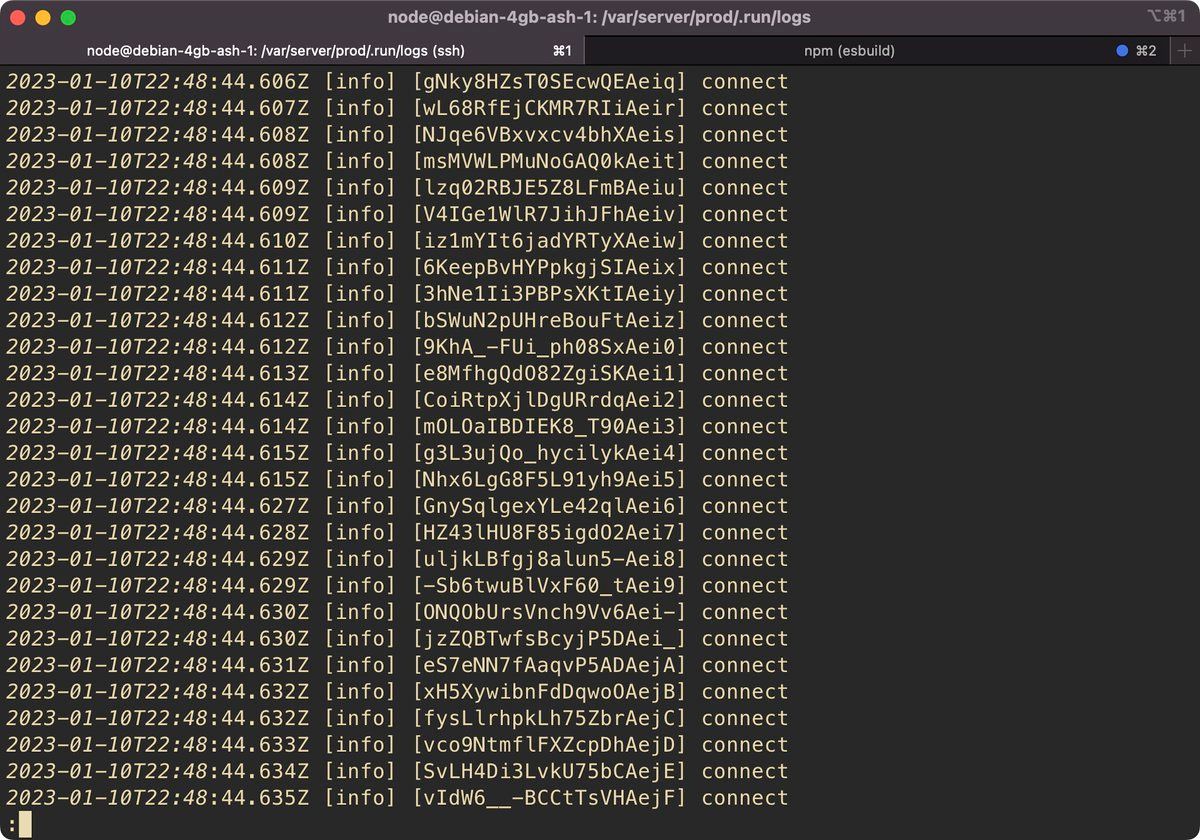 node@debian-4gb-ash-1: /var/server/prod/.run/logs ⌥⌘1
node@debian-4gb-ash-1: /var/server/prod/.run/logs (ssh) ⌘1 npm (esbuild) ⌘2 +
2023-01-10T22:48:44.606Z [info] [gNky8HZsT0SEcwQEAeiq] connect
2023-01-10T22:48:44.607Z [info] [wL68RfEjCKMR7RIiAeir] connect
2023-01-10T22:48:44.608Z [info] [NJqe6VBxvxcv4bhXAeis] connect
2023-01-10T22:48:44.608Z [info] [msMVWLPMuNoGAQ0kAeit] connect
2023-01-10T22:48:44.609Z [info] [lzq02RBJE5Z8LFmBAeiu] connect
2023-01-10T22:48:44.609Z [info] [V4IGe1WlR7JihJFhAeiv] connect
2023-01-10T22:48:44.610Z [info] [iz1mYIt6jadYRTyXAeiw] connect
2023-01-10T22:48:44.611Z [info] [6KeepBvHYPpkgjSIAeix] connect
2023-01-10T22:48:44.611Z [info] [3hNe1Ii3PBPsXKtIAeiy] connect
2023-01-10T22:48:44.612Z [info] [bSWuN2pUHreBouFtAeiz] connect
2023-01-10T22:48:44.612Z [info] [9KhA_-FUi_ph08SxAei0] connect
2023-01-10T22:48:44.613Z [info] [e8MfhgQdO82ZgiSKAei1] connect
2023-01-10T22:48:44.614Z [info] [CoiRtpXjlDgURrdqAei2] connect
2023-01-10T22:48:44.614Z [info] [mOLOaIBDIEK8_T90Aei3] connect
2023-01-10T22:48:44.615Z [info] [g3L3ujQo_hycilykAei4] connect
2023-01-10T22:48:44.615Z [info] [Nhx6LgG8F5L91yh9Aei5] connect
2023-01-10T22:48:44.627Z [info] [GnySqlgexYLe42qlAei6] connect
2023-01-10T22:48:44.628Z [info] [HZ43lHU8F85igdO2Aei7] connect
2023-01-10T22:48:44.629Z [info] [uljkLBfgj8alun5-Aei8] connect
2023-01-10T22:48:44.629Z [info] [-Sb6twuBlVxF60_tAei9] connect
2023-01-10T22:48:44.630Z [info] [ONQObUrsVnch9Vv6Aei-] connect
2023-01-10T22:48:44.630Z [info] [jzZQBTwfsBcyjP5DAei_] connect
2023-01-10T22:48:44.631Z [info] [eS7eNN7fAaqvP5ADAejA] connect
2023-01-10T22:48:44.632Z [info] [xH5XywibnFdDqwoOAejB] connect
2023-01-10T22:48:44.632Z [info] [fysLlrhpkLh75ZbrAejC] connect
2023-01-10T22:48:44.633Z [info] [vco9NtmflFXZcpDhAejD] connect
2023-01-10T22:48:44.634Z [info] [SvLH4Di3LvkU75bCAejE] connect
2023-01-10T22:48:44.635Z [info] [vIdW6__-BCCtTsVHAejF] connect
: